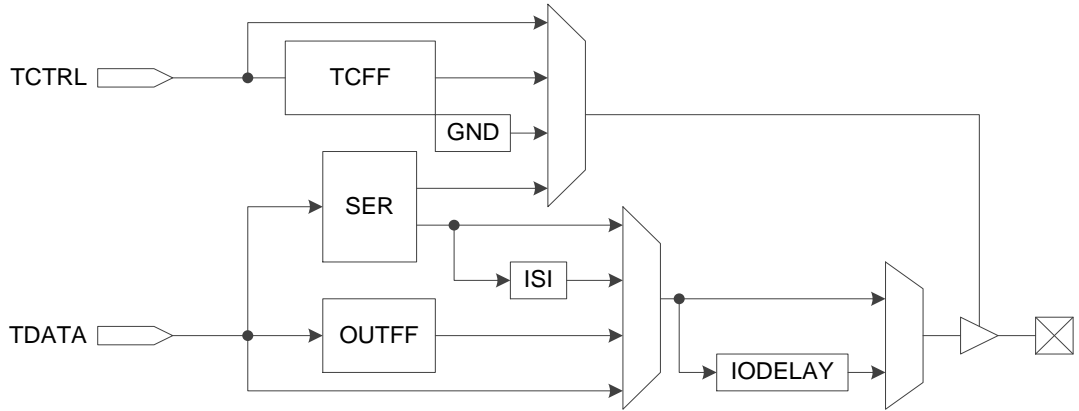 TCTRL
TCFF
GND
SER
ISI
TDATA
OUTFF
IODELAY